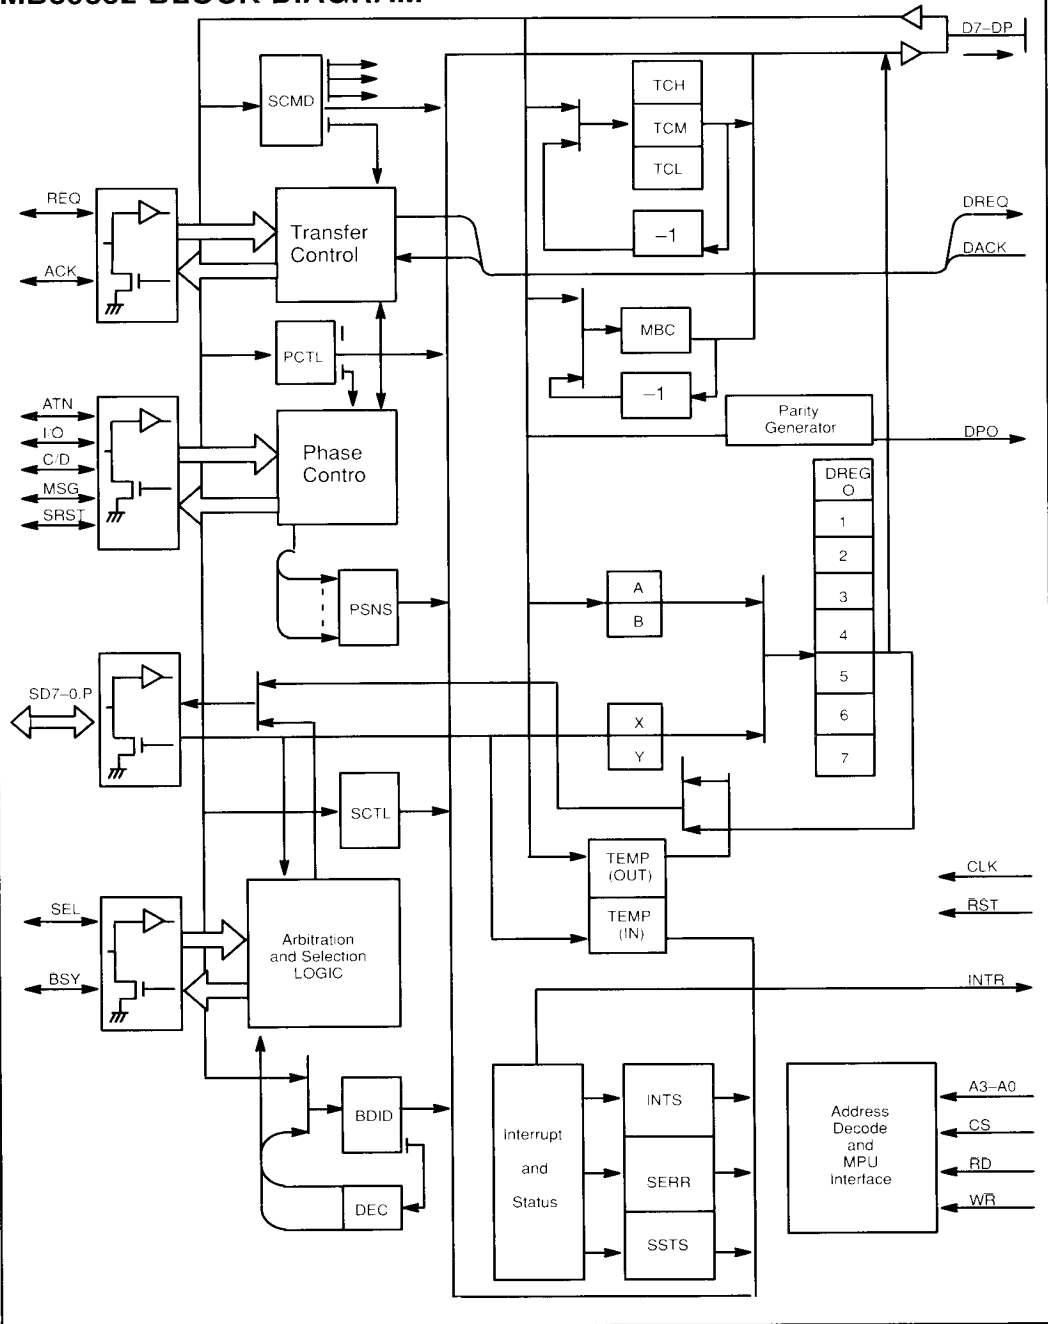 BLOCK DIAGRAM
D7–DP
SCMD
TCH
TCM
TCL
REQ
ACK
Transfer
Control
–1
DREQ
DACK
PCTL
MBC
–1
ATN
I/O
C/D
MSG
SRST
Phase
Contro
Parity
Generator
DPO
DREG
O
1
2
3
4
5
6
7
PSNS
A
B
SD7–0.P
X
Y
SCTL
TEMP
(OUT)
TEMP
(IN)
CLK
RST
SEL
BSY
Arbitration
and Selection
LOGIC
INTR
BDID
DEC
Interrupt
and
Status
INTS
SERR
SSTS
Address
Decode
and
MPU
Interface
A3–A0
CS
RD
WR